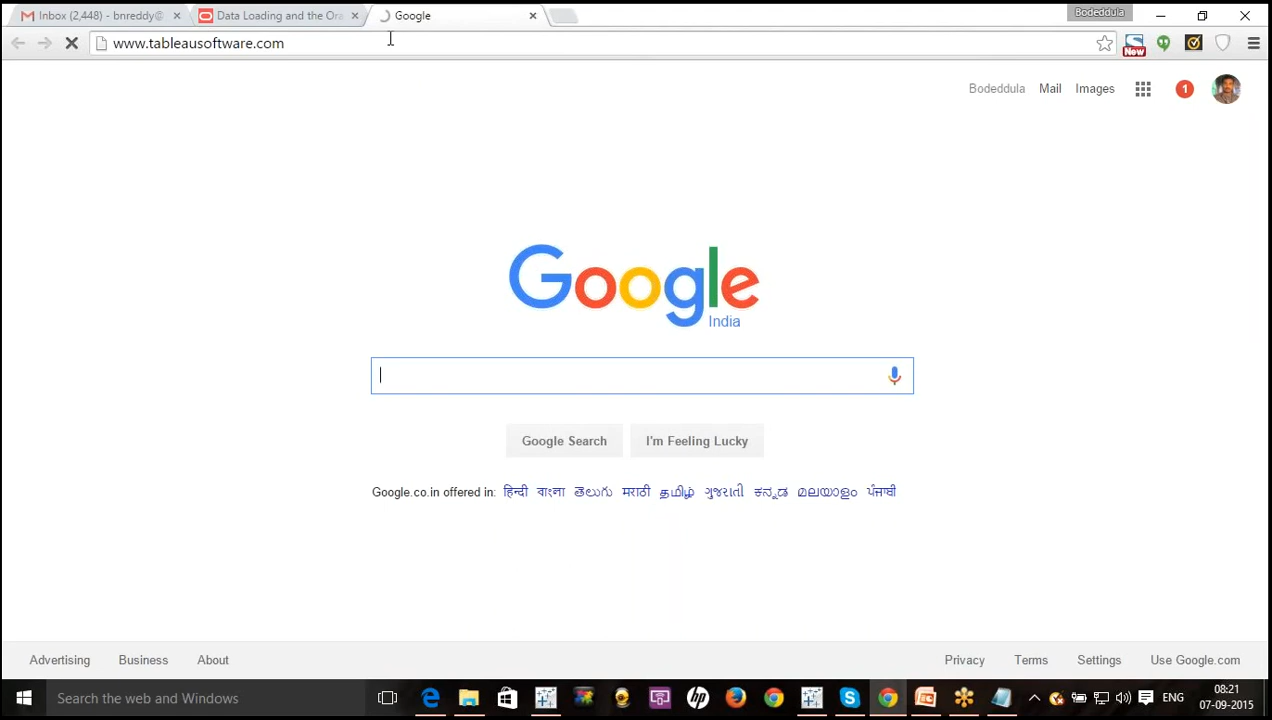 Inbox (2,448) - bnreddy@
Data Loading and the Ora
Google
Bodeddula
www.tableausoftware.com
New
Bodeddula
Mail
Images
1
Google
India
Google Search
I'm Feeling Lucky
Google.co.in offered in: हिन्दी বাংলা తెలుగు मराठी தமிழ் ગુજરાતી ಕನ್ನಡ മലയാളം ਪੰਜਾਬੀ
Advertising
Business
About
Privacy
Terms
Settings
Use Google.com
Search the web and Windows
ENG
08:21
07-09-2015